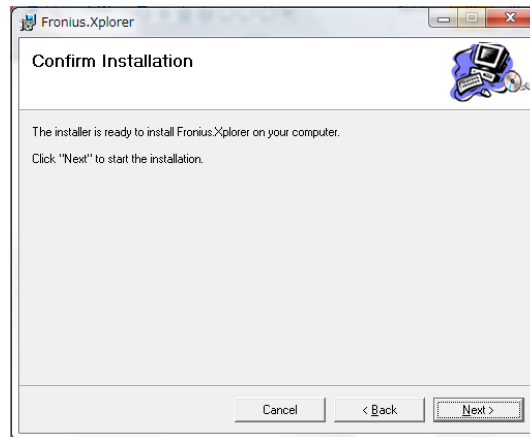 Fronius.Xplorer
Confirm Installation
The installer is ready to install Fronius.Xplorer on your computer.
Click "Next" to start the installation.
Cancel
< Back
Next >